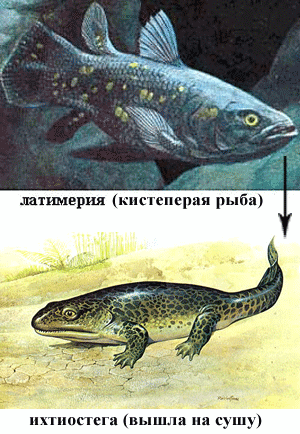 латимерия (кистеперая рыба)
ихтиостега (вышла на сушу)